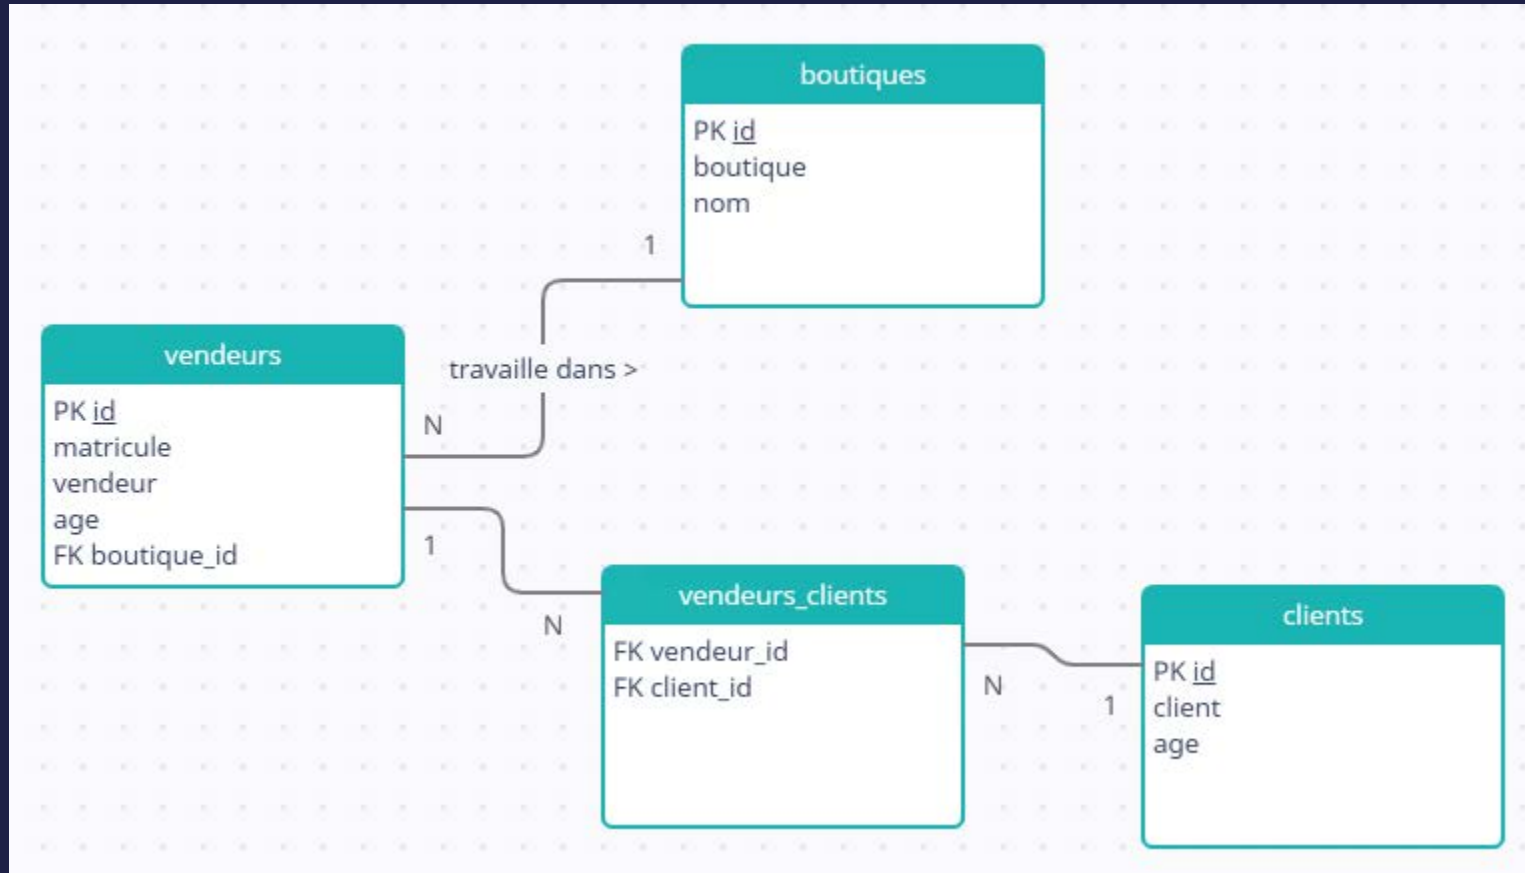 boutiques
PK id
boutique
nom
1
travaille dans >
N
vendeurs
PK id
matricule
vendeur
age
FK boutique_id
1
N
vendeurs_clients
FK vendeur_id
FK client_id
N
1
clients
PK id
client
age